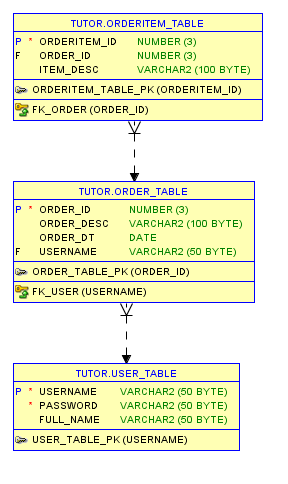 TUTOR.ORDERITEM_TABLE
P * ORDERITEM_ID NUMBER (3)
F ORDER_ID NUMBER (3)
ITEM_DESC VARCHAR2 (100 BYTE)
ORDERITEM_TABLE_PK (ORDERITEM_ID)
FK_ORDER (ORDER_ID)
TUTOR.ORDER_TABLE
P * ORDER_ID NUMBER (3)
ORDER_DESC VARCHAR2 (100 BYTE)
ORDER_DT DATE
F USERNAME VARCHAR2 (50 BYTE)
ORDER_TABLE_PK (ORDER_ID)
FK_USER (USERNAME)
TUTOR.USER_TABLE
P * USERNAME VARCHAR2 (50 BYTE)
* PASSWORD VARCHAR2 (50 BYTE)
FULL_NAME VARCHAR2 (50 BYTE)
USER_TABLE_PK (USERNAME)